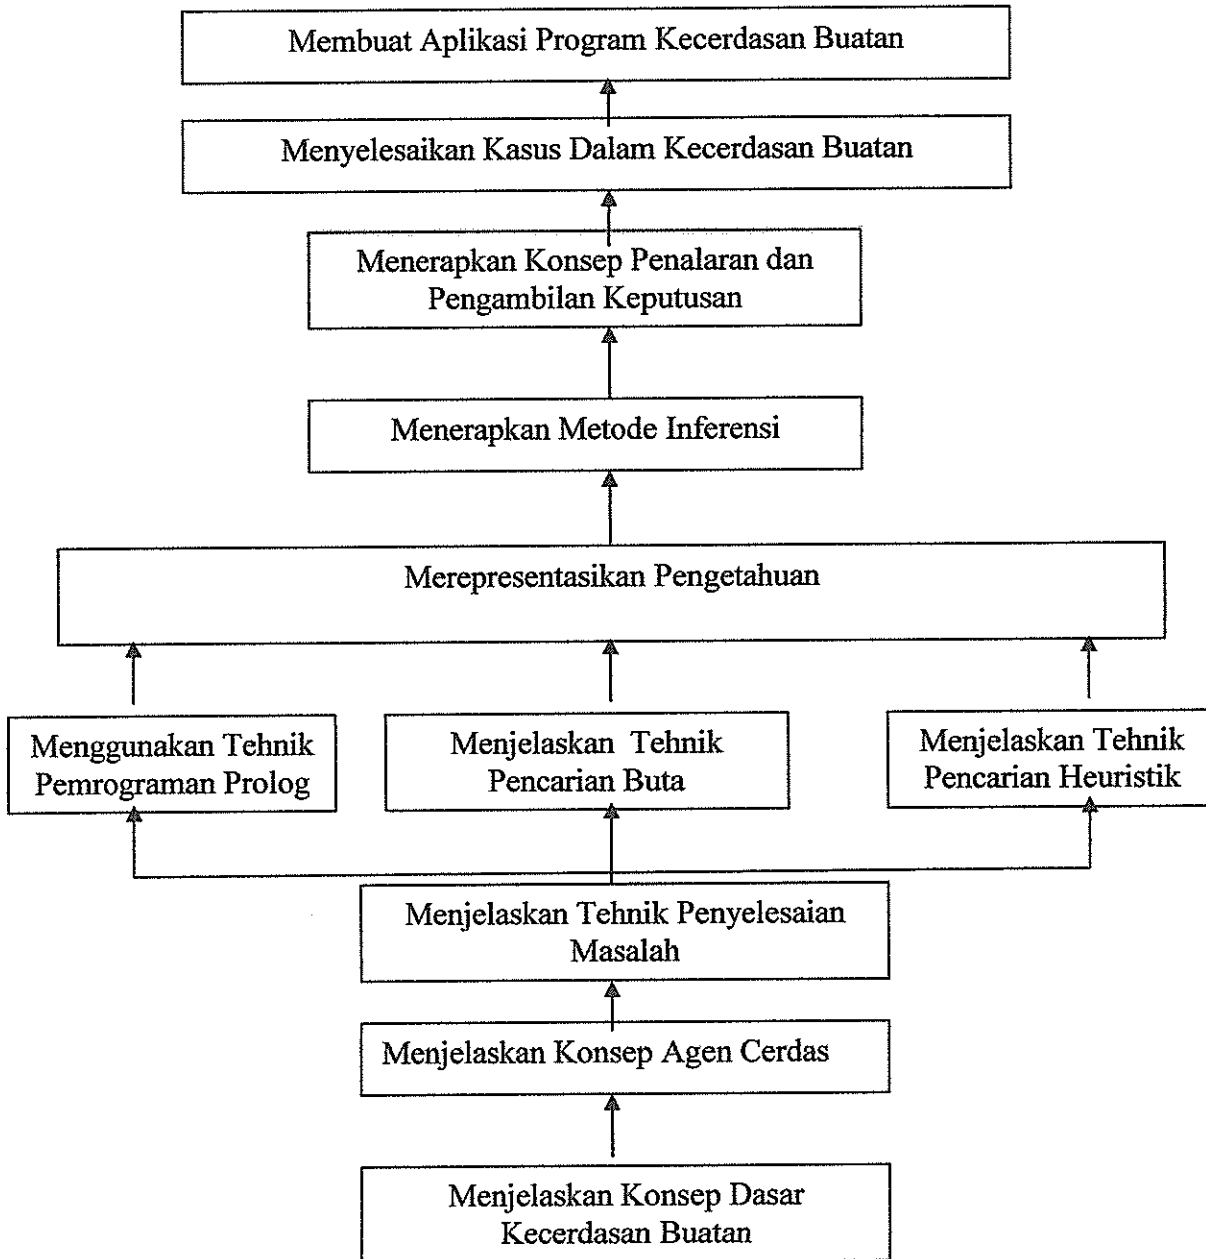 Membuat Aplikasi Program Kecerdasan Buatan
Menyelesaikan Kasus Dalam Kecerdasan Buatan
Menerapkan Konsep Penalaran dan
Pengambilan Keputusan
Menerapkan Metode Inferensi
Merepresentasikan Pengetahuan
Menggunakan Tehnik
Pemrograman Prolog
Menjelaskan Tehnik
Pencarian Buta
Menjelaskan Tehnik
Pencarian Heuristik
Menjelaskan Tehnik Penyelesaian
Masalah
Menjelaskan Konsep Agen Cerdas
Menjelaskan Konsep Dasar
Kecerdasan Buatan